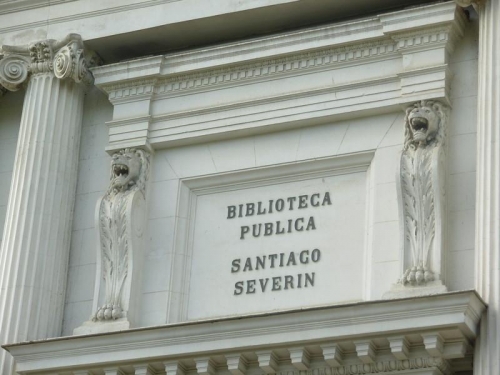 BIBLIOTECA
PUBLICA
SANTIAGO
SEVERIN